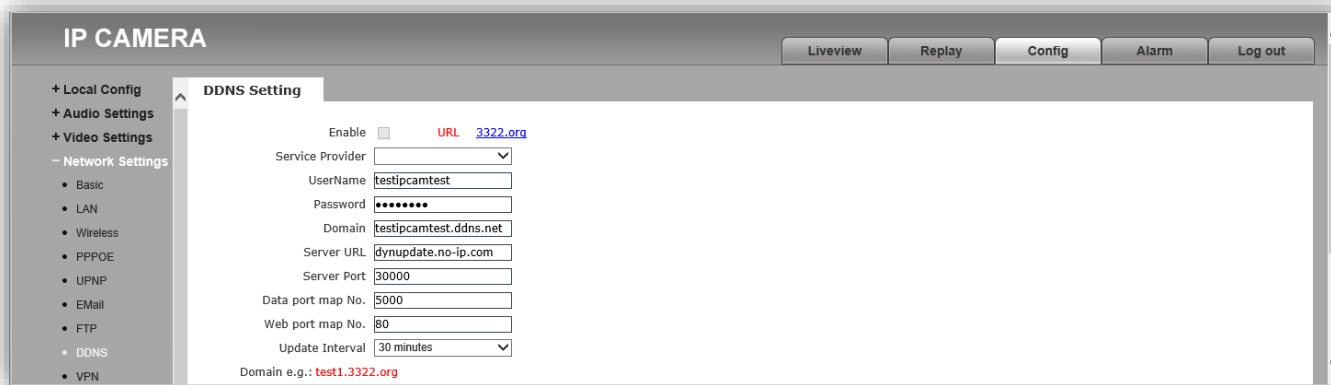 IP CAMERA
Liveview Replay Config Alarm Log out
+ Local Config
+ Audio Settings
+ Video Settings
− Network Settings
• Basic
• LAN
• Wireless
• PPPOE
• UPNP
• EMail
• FTP
• DDNS
• VPN
DDNS Setting
Enable URL 3322.org
Service Provider
UserName testipcamtest
Password ••••••••
Domain testipcamtest.ddns.net
Server URL dynupdate.no-ip.com
Server Port 30000
Data port map No. 5000
Web port map No. 80
Update Interval 30 minutes
Domain e.g.: test1.3322.org